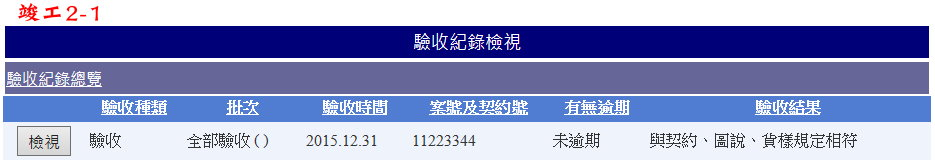 竣工2-1
驗收紀錄檢視
驗收紀錄總覽
驗收種類 批次 驗收時間 案號及契約號 有無逾期 驗收結果
檢視 驗收 全部驗收( ) 2015.12.31 11223344 未逾期 與契約、圖說、貨樣規定相符